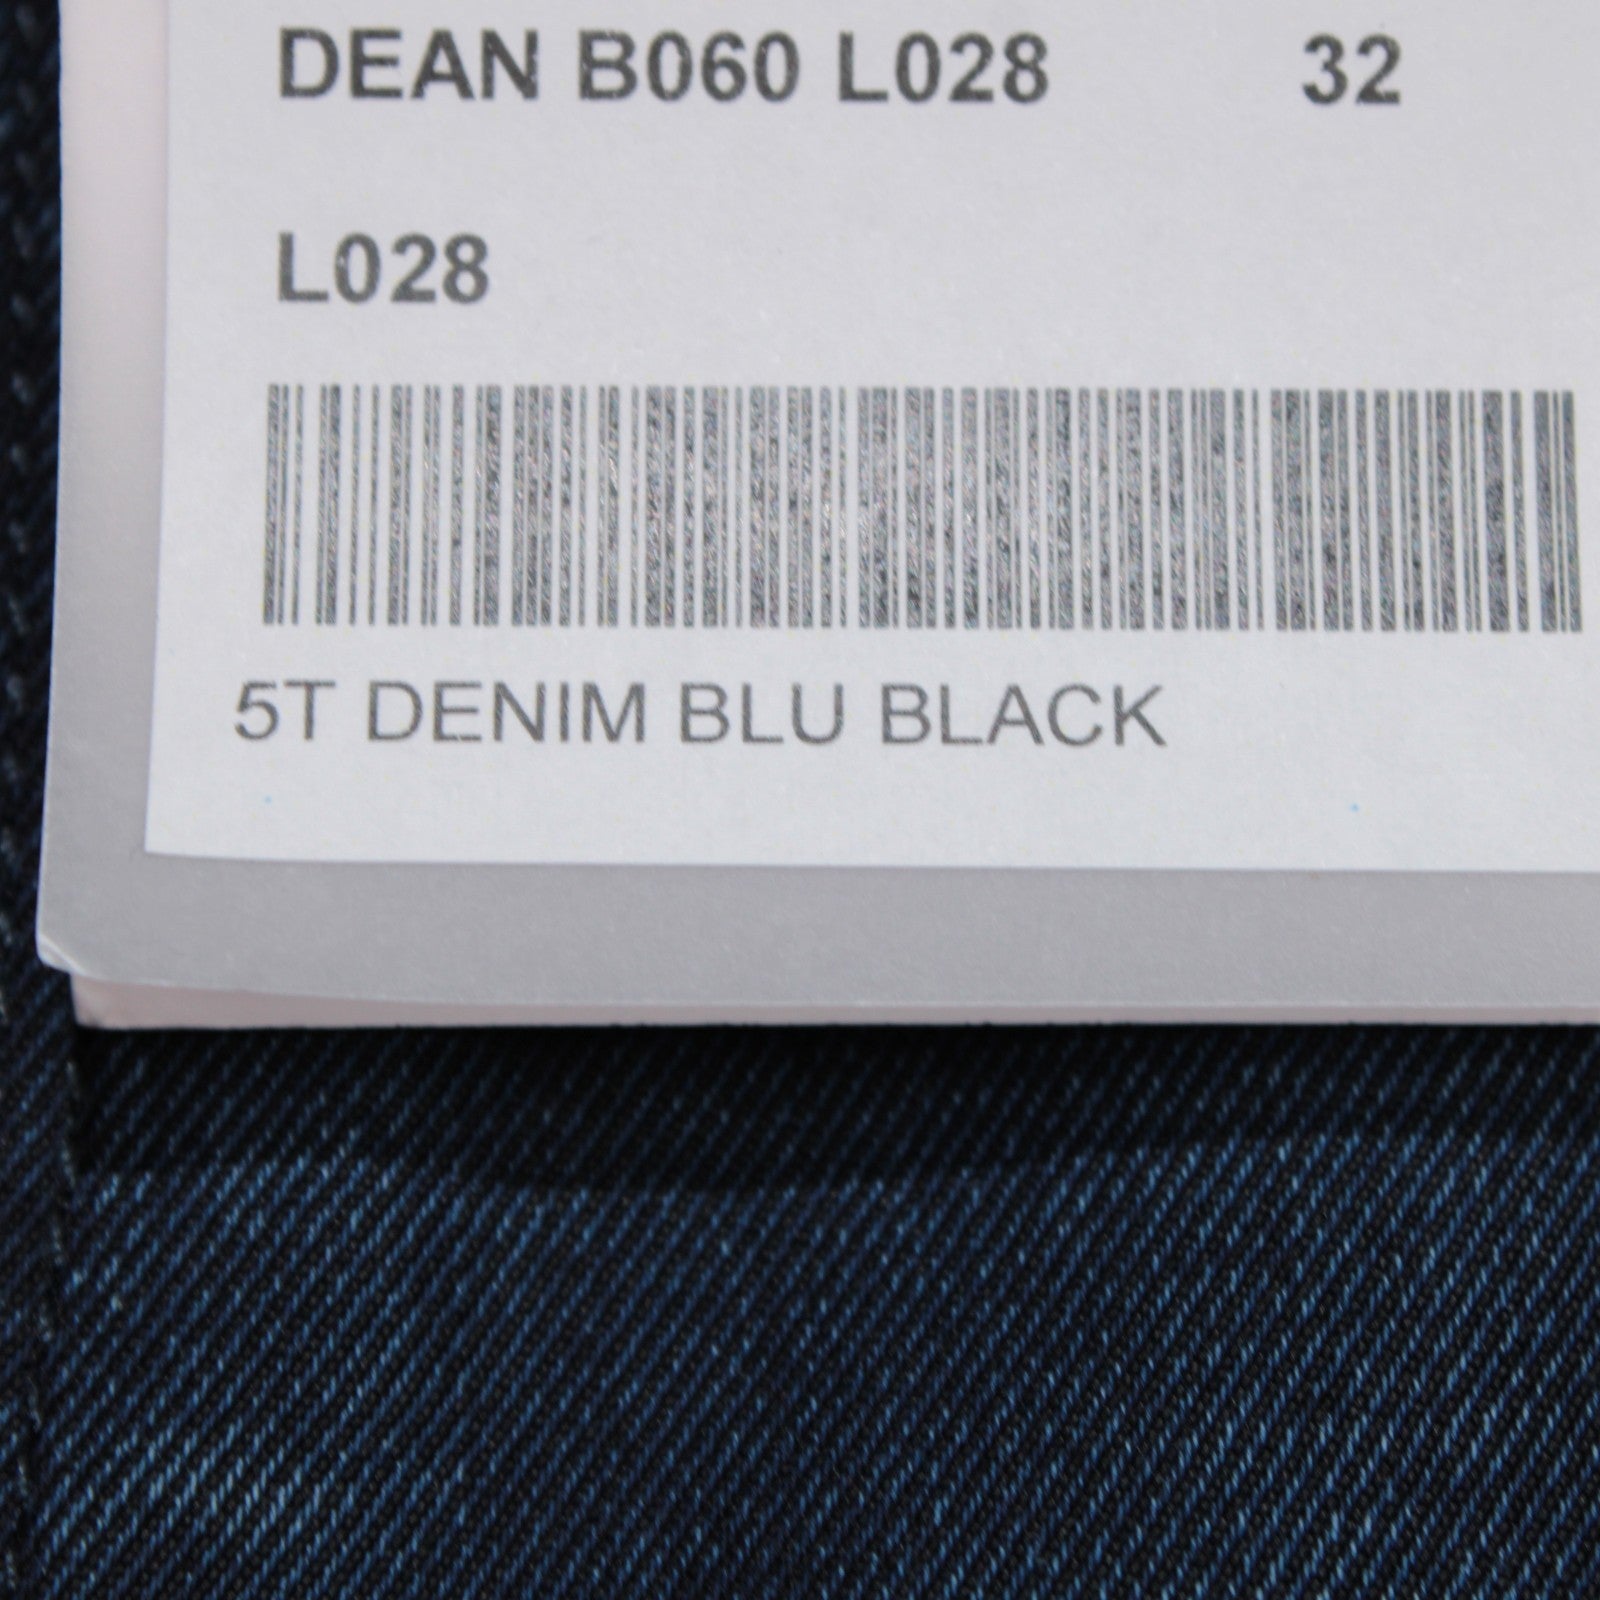 DEAN B060 L028 32
L028
5T DENIM BLU BLACK